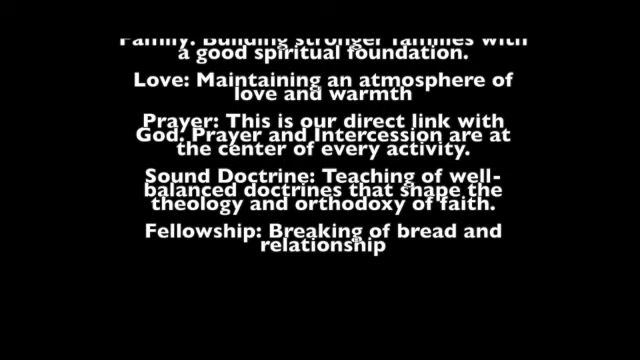 Family: Building stronger families with
a good spiritual foundation.
Love: Maintaining an atmosphere of
love and warmth
Prayer: This is our direct link with
God. Prayer and Intercession are at
the center of every activity.
Sound Doctrine: Teaching of well-
balanced doctrines that shape the
theology and orthodoxy of faith.
Fellowship: Breaking of bread and
relationship